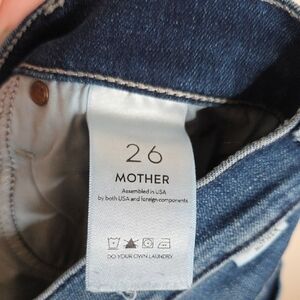 26
MOTHER
Assembled in USA
by both USA and foreign components
DO YOUR OWN LAUNDRY